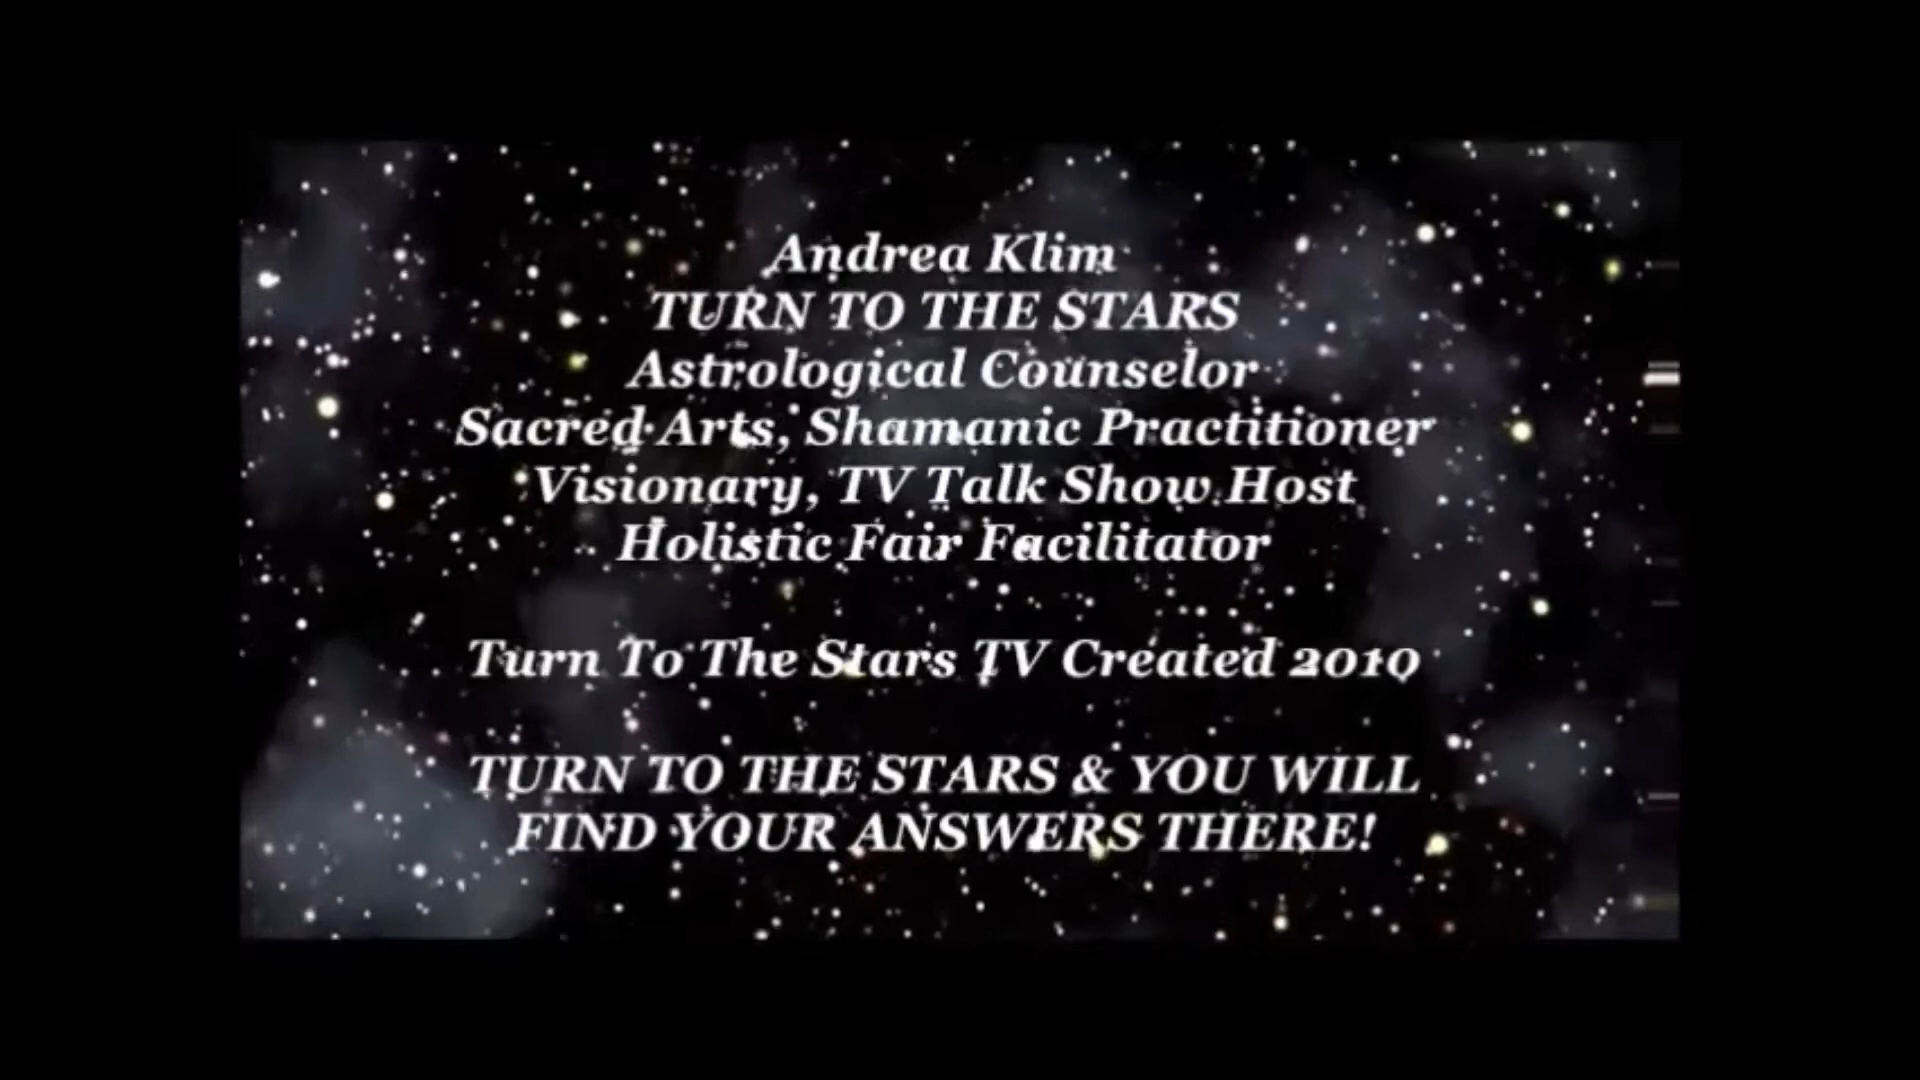 Andrea Klim
TURN TO THE STARS
Astrological Counselor
Sacred Arts, Shamanic Practitioner
Visionary, TV Talk Show Host
Holistic Fair Facilitator
Turn To The Stars TV Created 2010
TURN TO THE STARS & YOU WILL
FIND YOUR ANSWERS THERE!